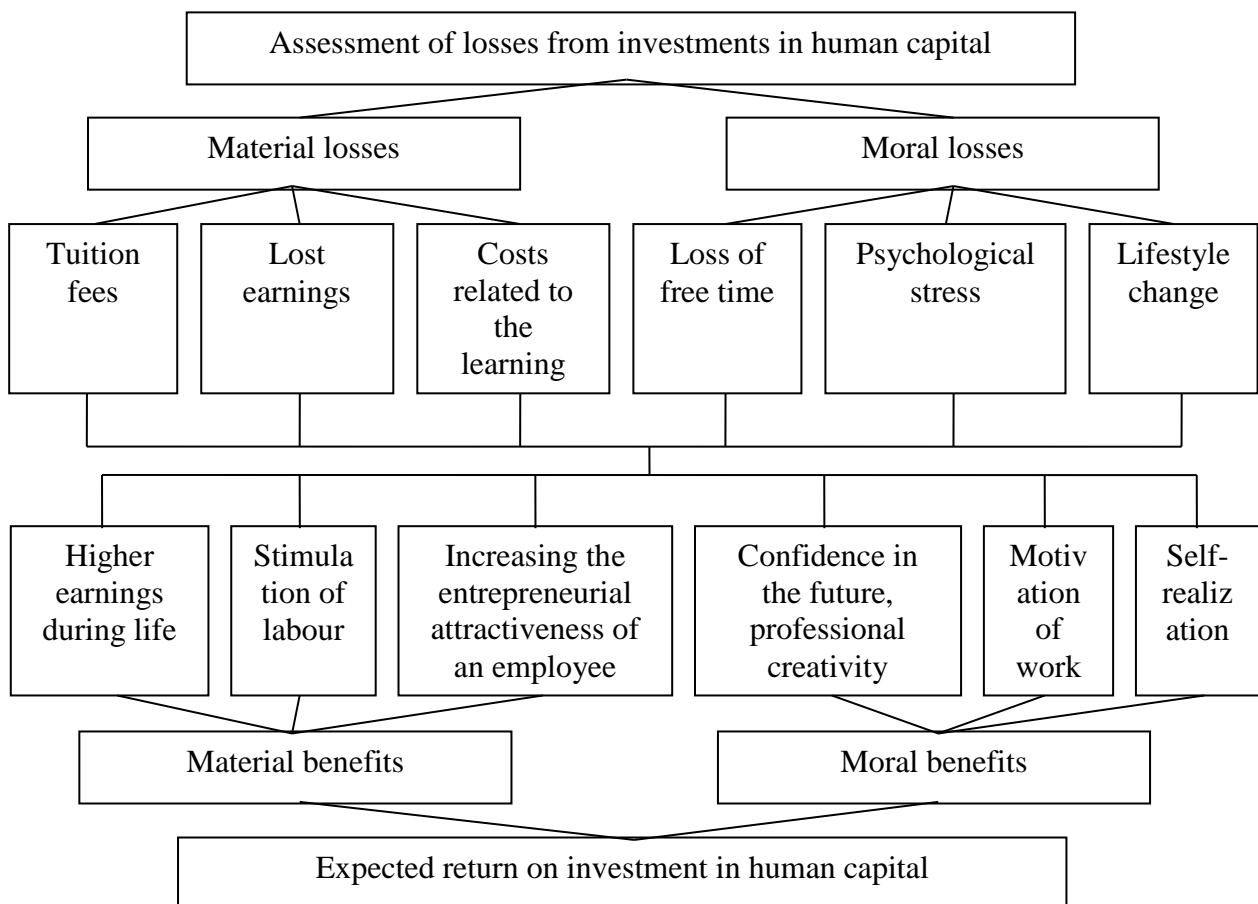 Assessment of losses from investments in human capital
Material losses
Moral losses
Tuition
fees
Lost
earnings
Costs
related to
the
learning
Loss of
free time
Psychological
stress
Lifestyle
change
Higher
earnings
during life
Stimula
tion of
labour
Increasing the
entrepreneurial
attractiveness of
an employee
Confidence in
the future,
professional
creativity
Motiv
ation
of
work
Self-
realiz
ation
Material benefits
Moral benefits
Expected return on investment in human capital